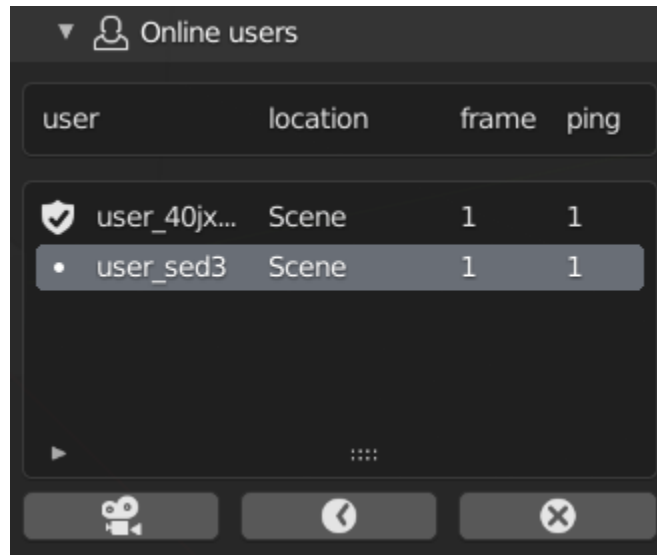 Online users
user location frame ping
user_40jx... Scene 1 1
user_sed3 Scene 1 1